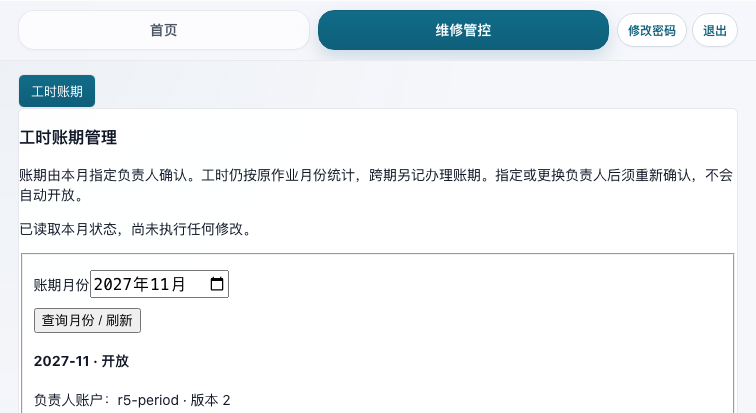 首页 维修管控 修改密码 退出
工时账期
工时账期管理
账期由本月指定负责人确认。工时仍按原作业月份统计，跨期另记办理账期。指定或更换负责人后须重新确认，不会
自动开放。
已读取本月状态，尚未执行任何修改。
账期月份 2027年11月
查询月份 / 刷新
2027-11 · 开放
负责人账户：r5-period · 版本 2